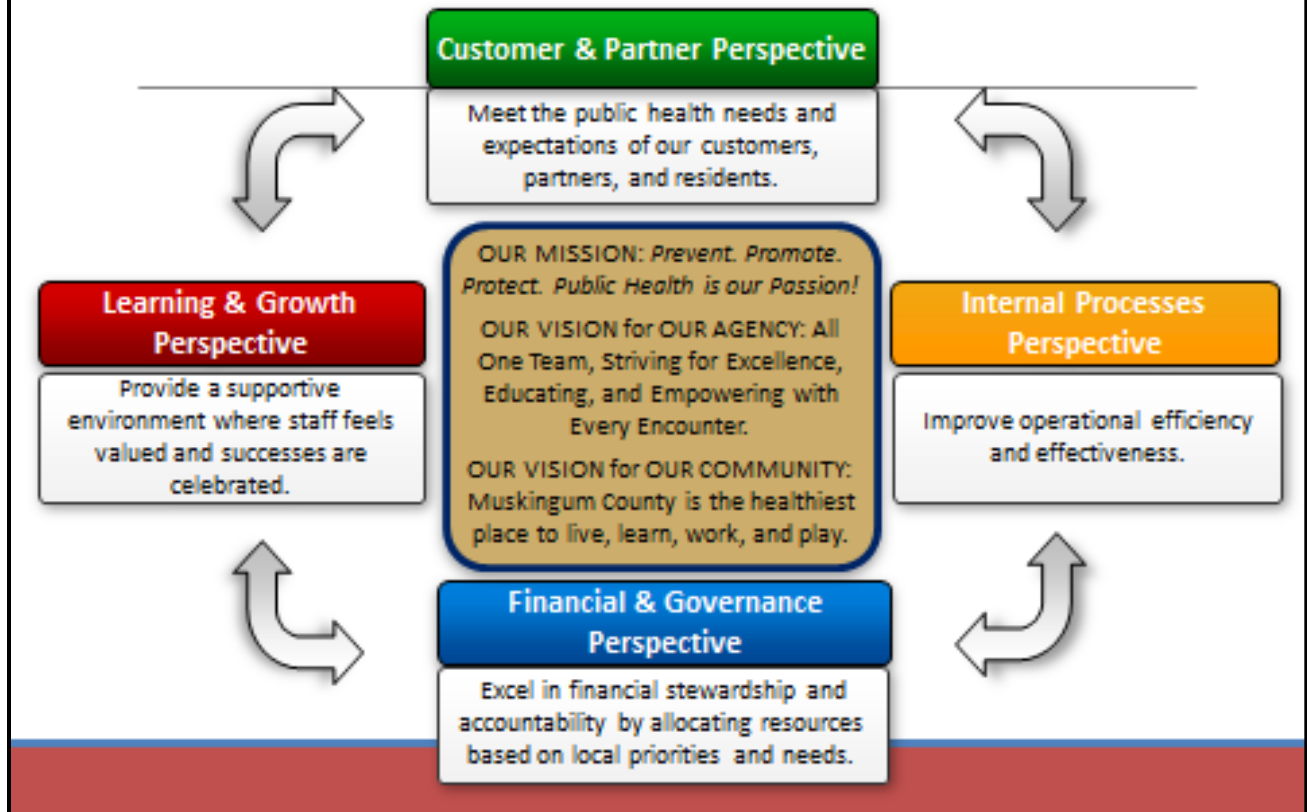 Customer & Partner Perspective
Meet the public health needs and
expectations of our customers,
partners, and residents.
OUR MISSION: Prevent. Promote.
Protect. Public Health is our Passion!
OUR VISION for OUR AGENCY: All
One Team, Striving for Excellence,
Educating, and Empowering with
Every Encounter.
OUR VISION for OUR COMMUNITY:
Muskingum County is the healthiest
place to live, learn, work, and play.
Learning & Growth
Perspective
Provide a supportive
environment where staff feels
valued and successes are
celebrated.
Internal Processes
Perspective
Improve operational efficiency
and effectiveness.
Financial & Governance
Perspective
Excel in financial stewardship and
accountability by allocating resources
based on local priorities and needs.